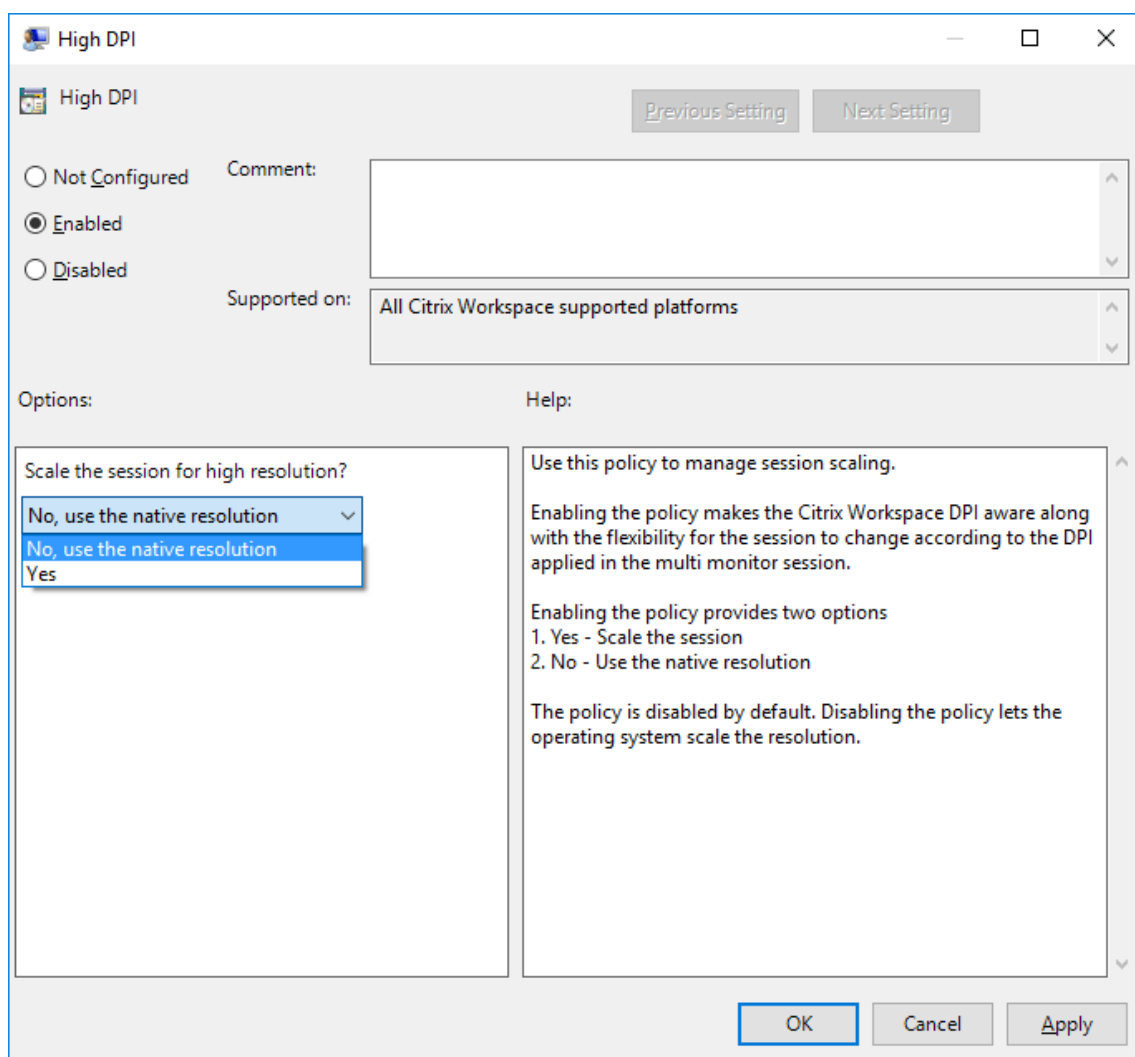 High DPI
High DPI
Previous Setting
Next Setting
Not Configured
Enabled
Disabled
Comment:
Supported on:
All Citrix Workspace supported platforms
Options:
Help:
Scale the session for high resolution?
No, use the native resolution
No, use the native resolution
Yes
Use this policy to manage session scaling.
Enabling the policy makes the Citrix Workspace DPI aware along
with the flexibility for the session to change according to the DPI
applied in the multi monitor session.
Enabling the policy provides two options
1. Yes - Scale the session
2. No - Use the native resolution
The policy is disabled by default. Disabling the policy lets the
operating system scale the resolution.
OK
Cancel
Apply